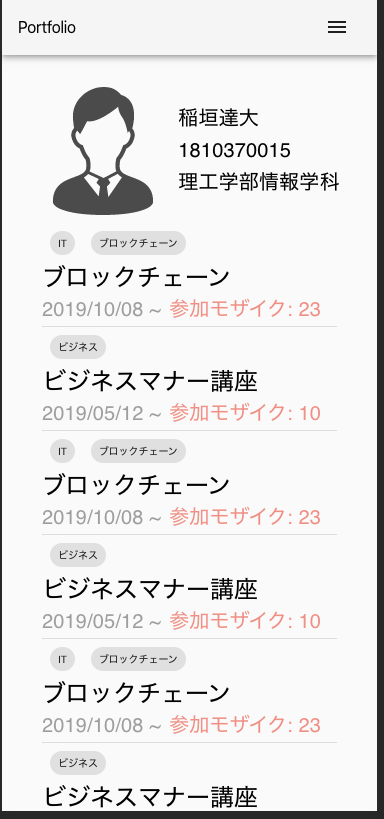 Portfolio
稲垣達大
1810370015
理工学部情報学科
IT ブロックチェーン
ブロックチェーン
2019/10/08 ~ 参加モザイク: 23
ビジネス
ビジネスマナー講座
2019/05/12 ~ 参加モザイク: 10
IT ブロックチェーン
ブロックチェーン
2019/10/08 ~ 参加モザイク: 23
ビジネス
ビジネスマナー講座
2019/05/12 ~ 参加モザイク: 10
IT ブロックチェーン
ブロックチェーン
2019/10/08 ~ 参加モザイク: 23
ビジネス
ビジネスマナー講座